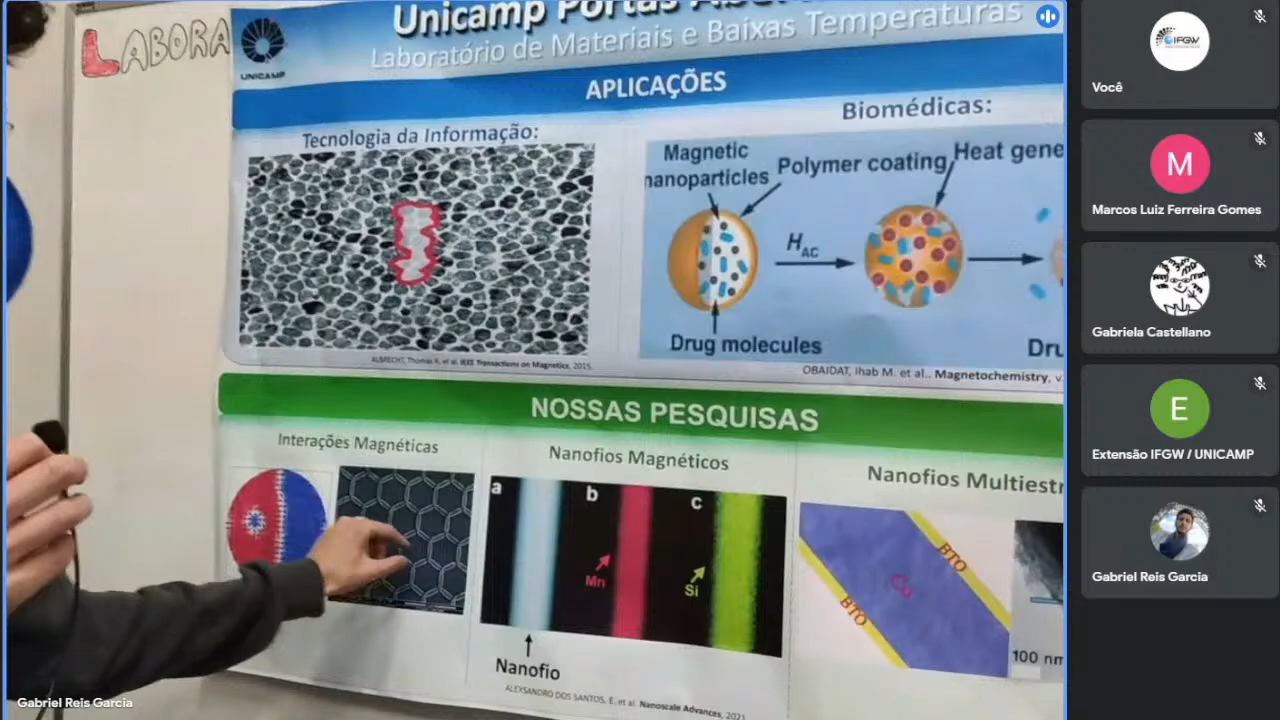 LABORA
UNICAMP
Unicamp Portas
Laboratório de Materiais e Baixas Temperaturas
APLICAÇÕES
Tecnologia da Informação:
Biomédicas:
Magnetic
nanoparticles
Polymer coating
Heat gene
HAC
Drug molecules
Dru
ALBRECHT, Thomas R. et al. IEEE Transactions on Magnetics, 2015.
OBAIDAT, Ihab M. et al.. Magnetochemistry, v.
NOSSAS PESQUISAS
Interações Magnéticas
Nanofios Magnéticos
Nanofios Multiestr
a
b
c
Mn
Si
BTO
Co
BTO
100 nm
Nanofio
ALEXSANDRO DOS SANTOS, E. et al. Nanoscale Advances, 2021
Gabriel Reis Garcia
IFGW
Você
M
Marcos Luiz Ferreira Gomes
Gabriela Castellano
E
Extensão IFGW / UNICAMP
Gabriel Reis Garcia